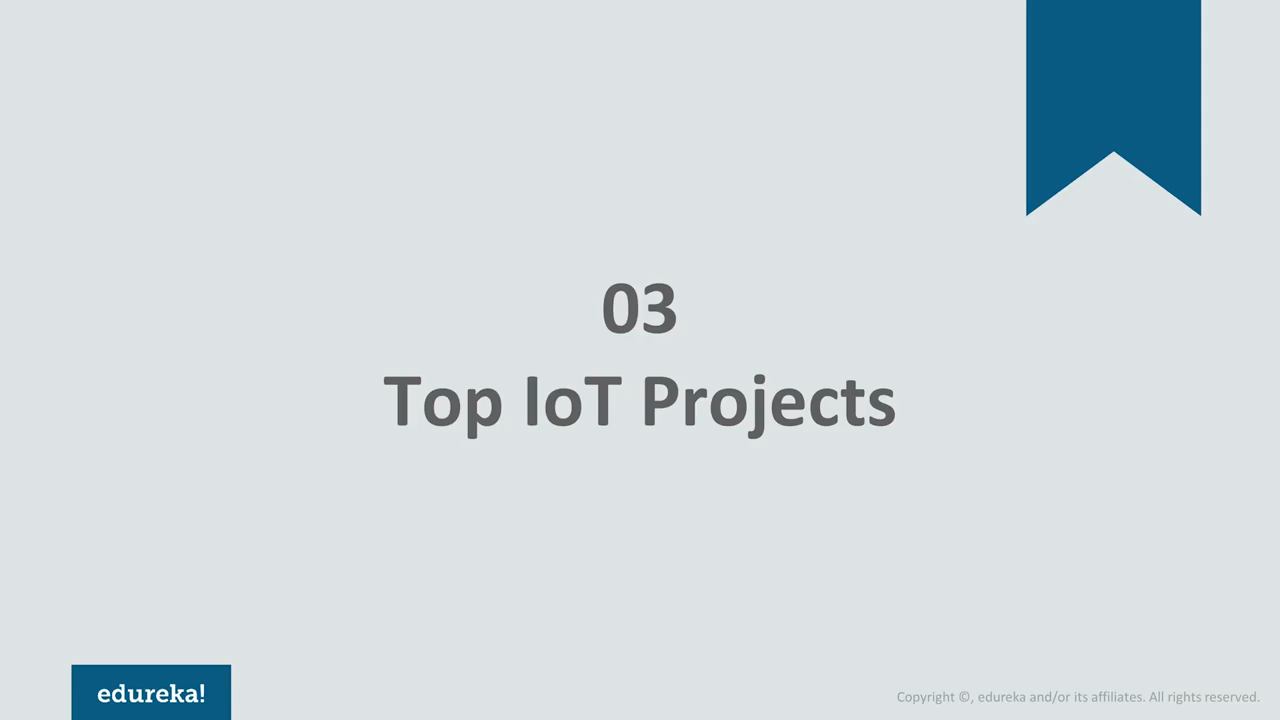 03
Top IoT Projects
edureka!
Copyright ©, edureka and/or its affiliates. All rights reserved.